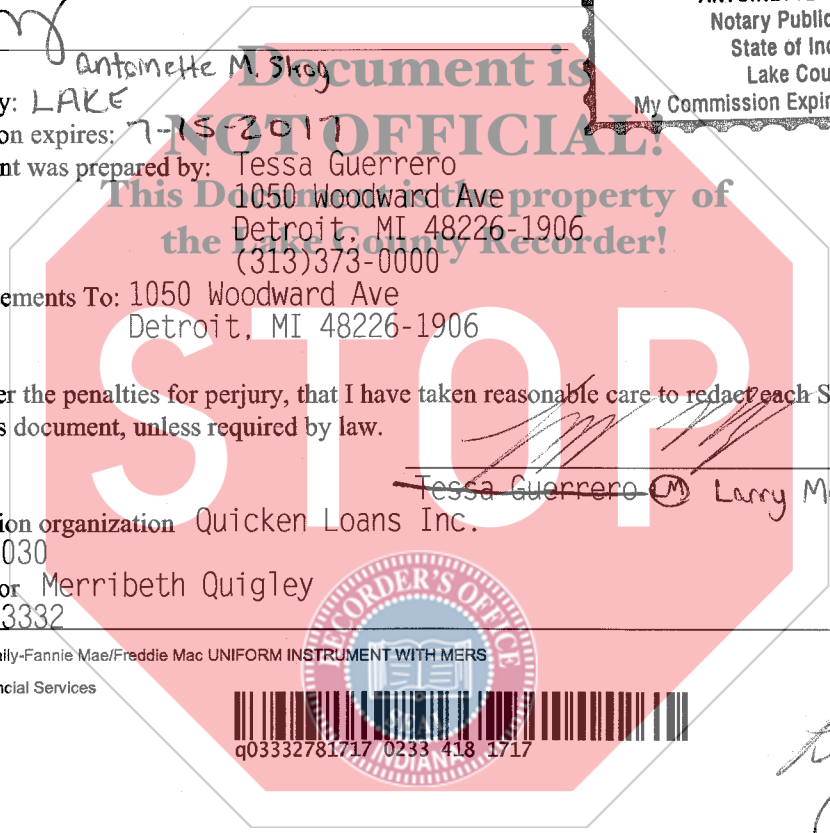 Notary Public
State of Ind
Lake Cou
My Commission Expir
Document is
Antoinette M. Skog
y: LAKE
NOT OFFICIAL!
on expires: 7-15-2017
nt was prepared by: Tessa Guerrero
This Document is the property of
1050 Woodward Ave
Detroit, MI 48226-1906
the Lake County Recorder!
(313)373-0000
ements To: 1050 Woodward Ave
Detroit, MI 48226-1906
STOP
er the penalties for perjury, that I have taken reasonable care to redact each S
s document, unless required by law.
Tessa Guerrero LM Larry M
ion organization Quicken Loans Inc.
030
or Merribeth Quigley
3332
RECORDER'S OFFICE
SEAL
INDIANA
ily-Fannie Mae/Freddie Mac UNIFORM INSTRUMENT WITH MERS
ncial Services
q03332781717 0233 418 1717